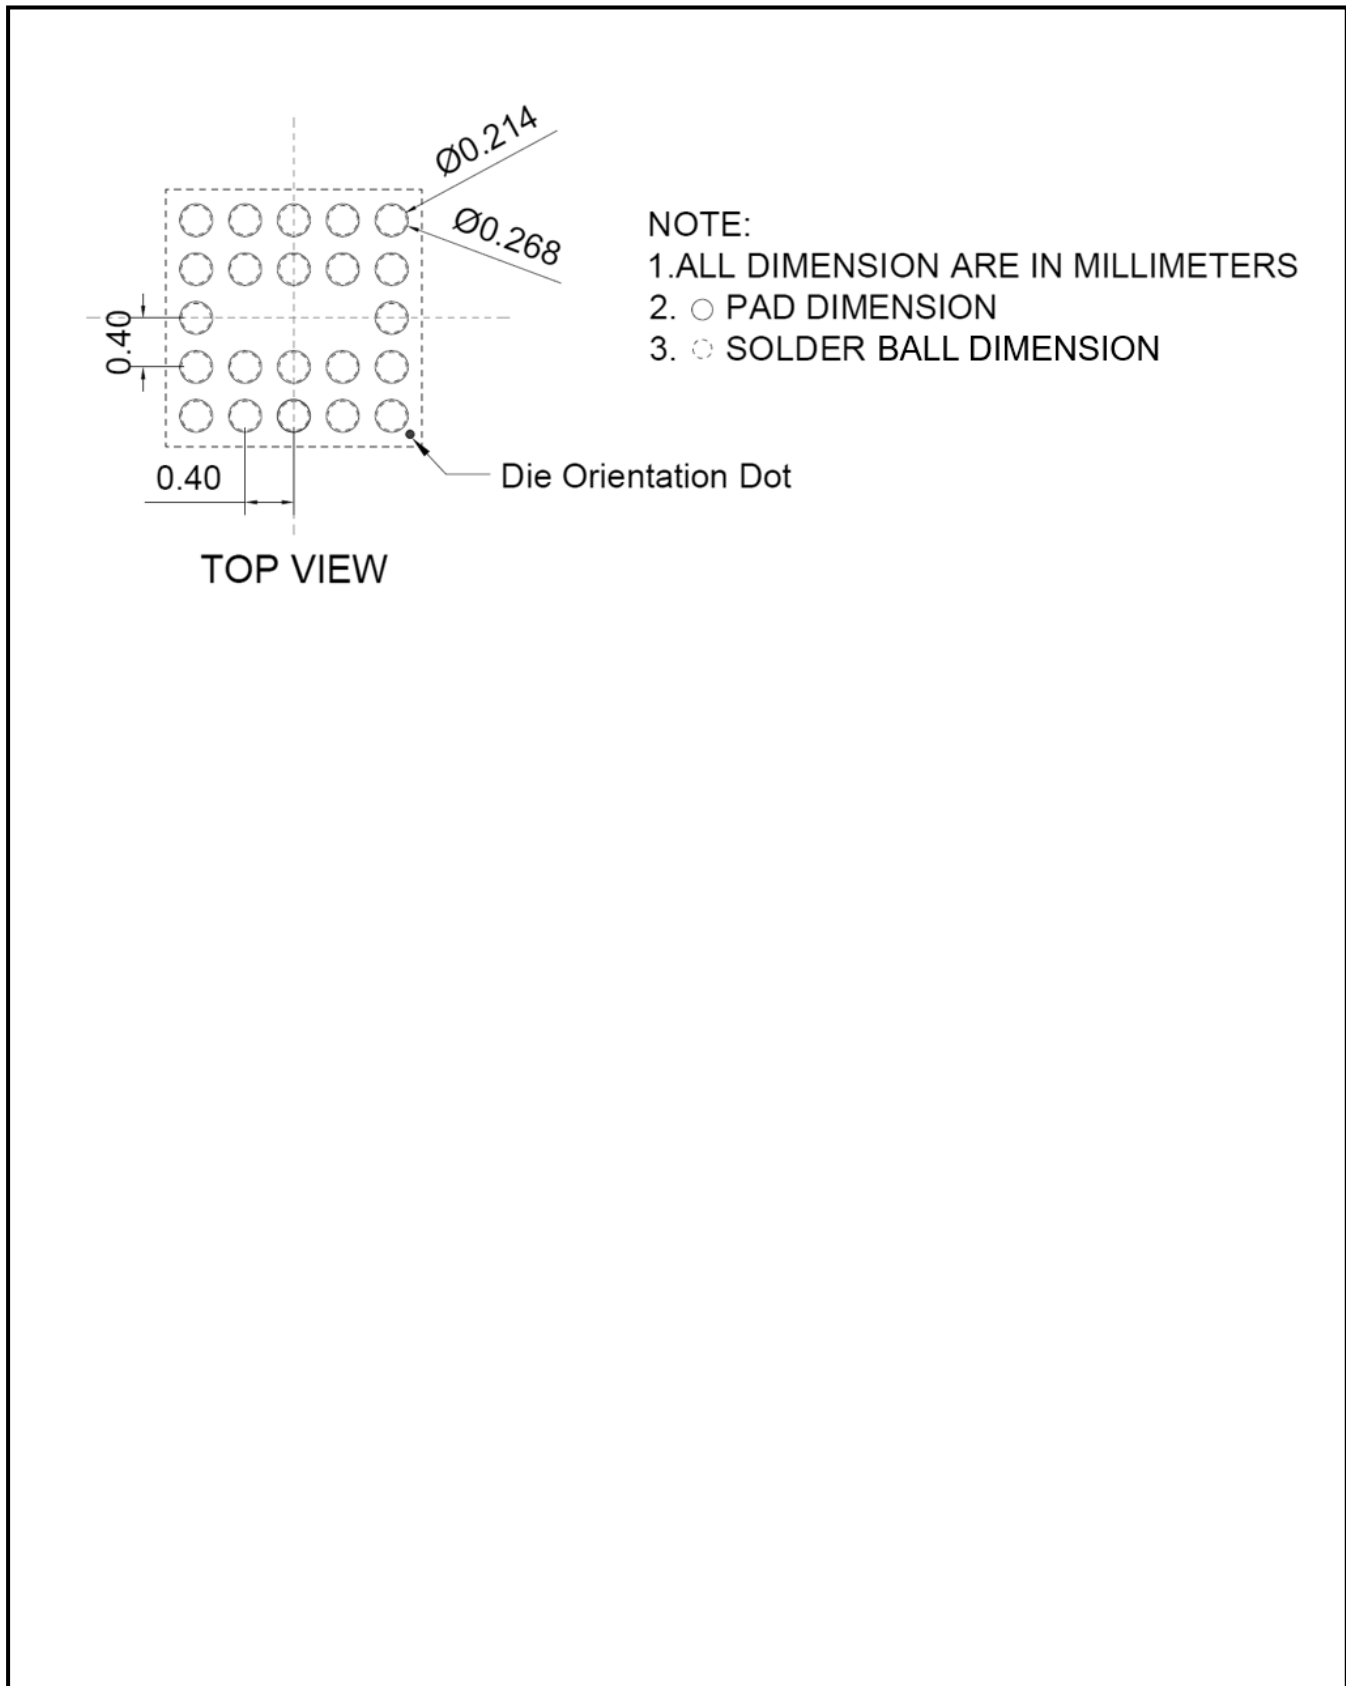 Ø0.214
Ø0.268
NOTE:
1.ALL DIMENSION ARE IN MILLIMETERS
2. ○ PAD DIMENSION
3. ◌ SOLDER BALL DIMENSION
0.40
0.40
Die Orientation Dot
TOP VIEW